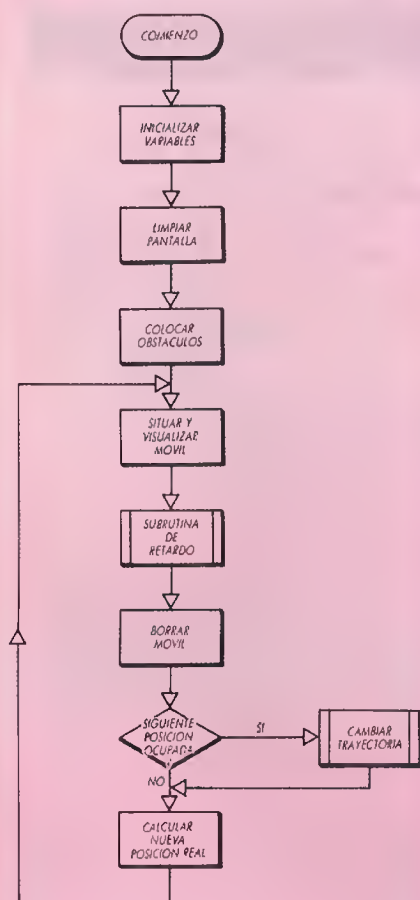 COMIENZO
INICIALIZAR
VARIABLES
LIMPIAR
PANTALLA
COLOCAR
OBSTACULOS
SITUAR Y
VISUALIZAR
MOVIL
SUBRUTINA
DE
RETARDO
BORRAR
MOVIL
SIGUIENTE
POSICION
OCUPADA
SI
CAMBIAR
TRAYECTORIA
NO
CALCULAR
NUEVA
POSICION REAL